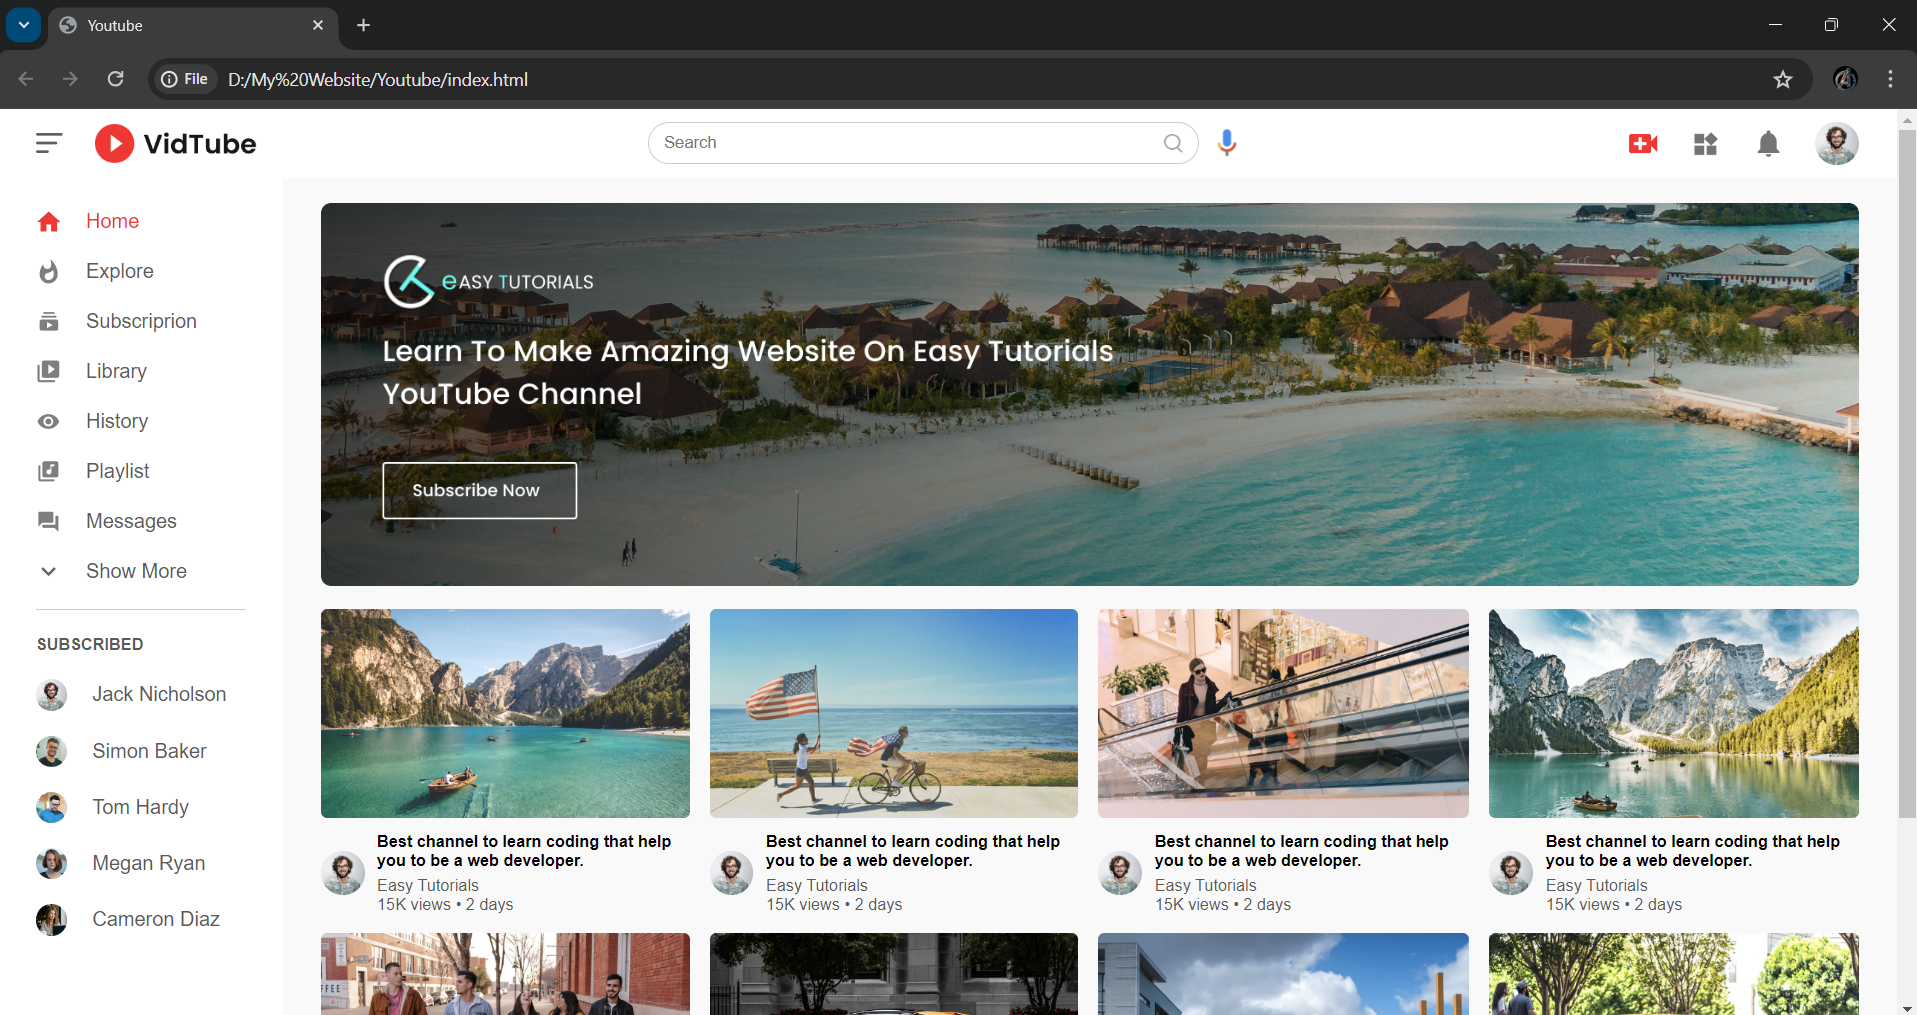 Youtube
File
D:/My%20Website/Youtube/index.html
VidTube
Search
Home
Explore
Subscriprion
Library
History
Playlist
Messages
Show More
SUBSCRIBED
Jack Nicholson
Simon Baker
Tom Hardy
Megan Ryan
Cameron Diaz
eASY TUTORIALS
Learn To Make Amazing Website On Easy Tutorials
YouTube Channel
Subscribe Now
Best channel to learn coding that help
you to be a web developer.
Easy Tutorials
15K views • 2 days
Best channel to learn coding that help
you to be a web developer.
Easy Tutorials
15K views • 2 days
Best channel to learn coding that help
you to be a web developer.
Easy Tutorials
15K views • 2 days
Best channel to learn coding that help
you to be a web developer.
Easy Tutorials
15K views • 2 days